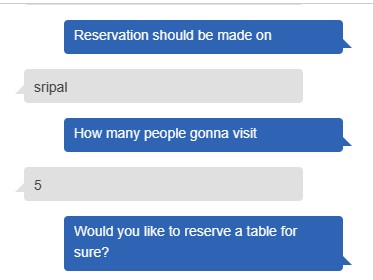 Reservation should be made on
sripal
How many people gonna visit
5
Would you like to reserve a table for
sure?